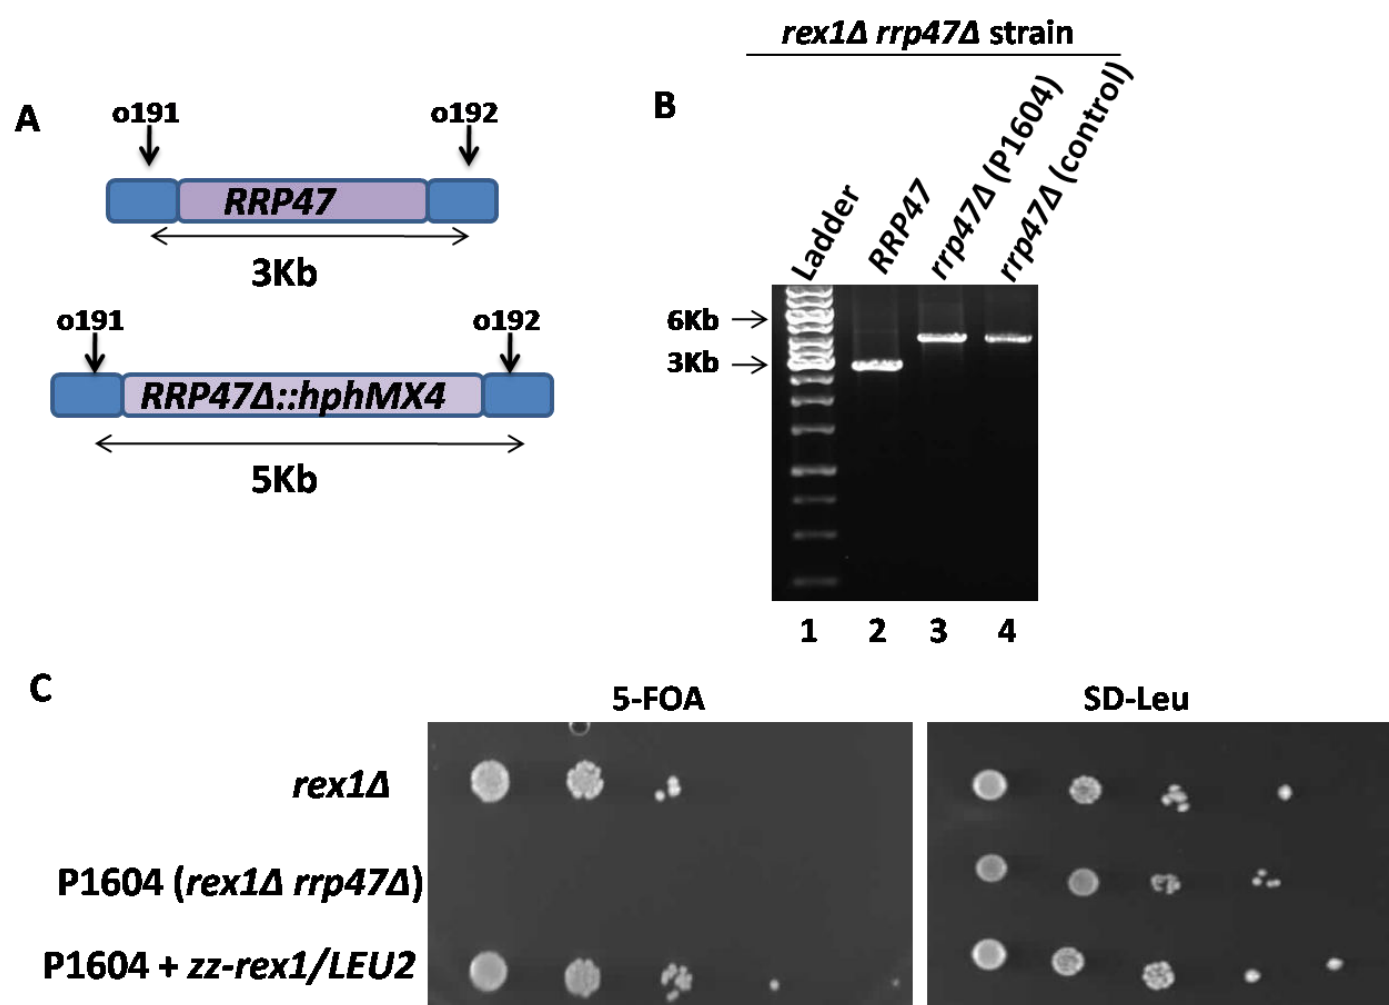 A
o191 o192
RRP47
3Kb
o191 o192
RRP47Δ::hphMX4
5Kb
rex1Δ rrp47Δ strain
B
Ladder
RRP47
rrp47Δ (P1604)
rrp47Δ (control)
6Kb
3Kb
1 2 3 4
C
5-FOA SD-Leu
rex1Δ
P1604 (rex1Δ rrp47Δ)
P1604 + zz-rex1/LEU2